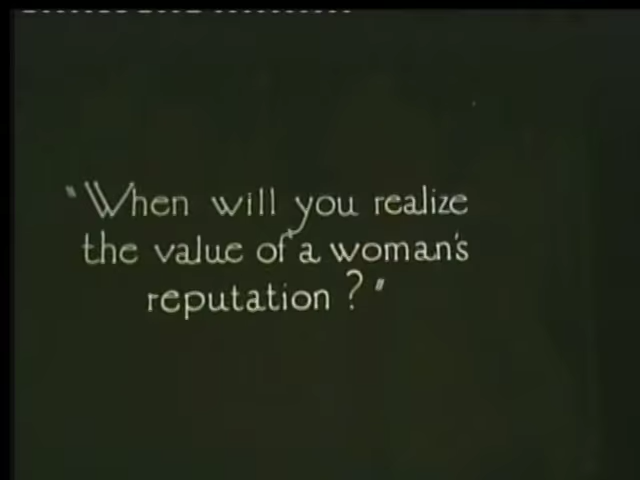 "When will you realize
the value of a woman's
reputation?"